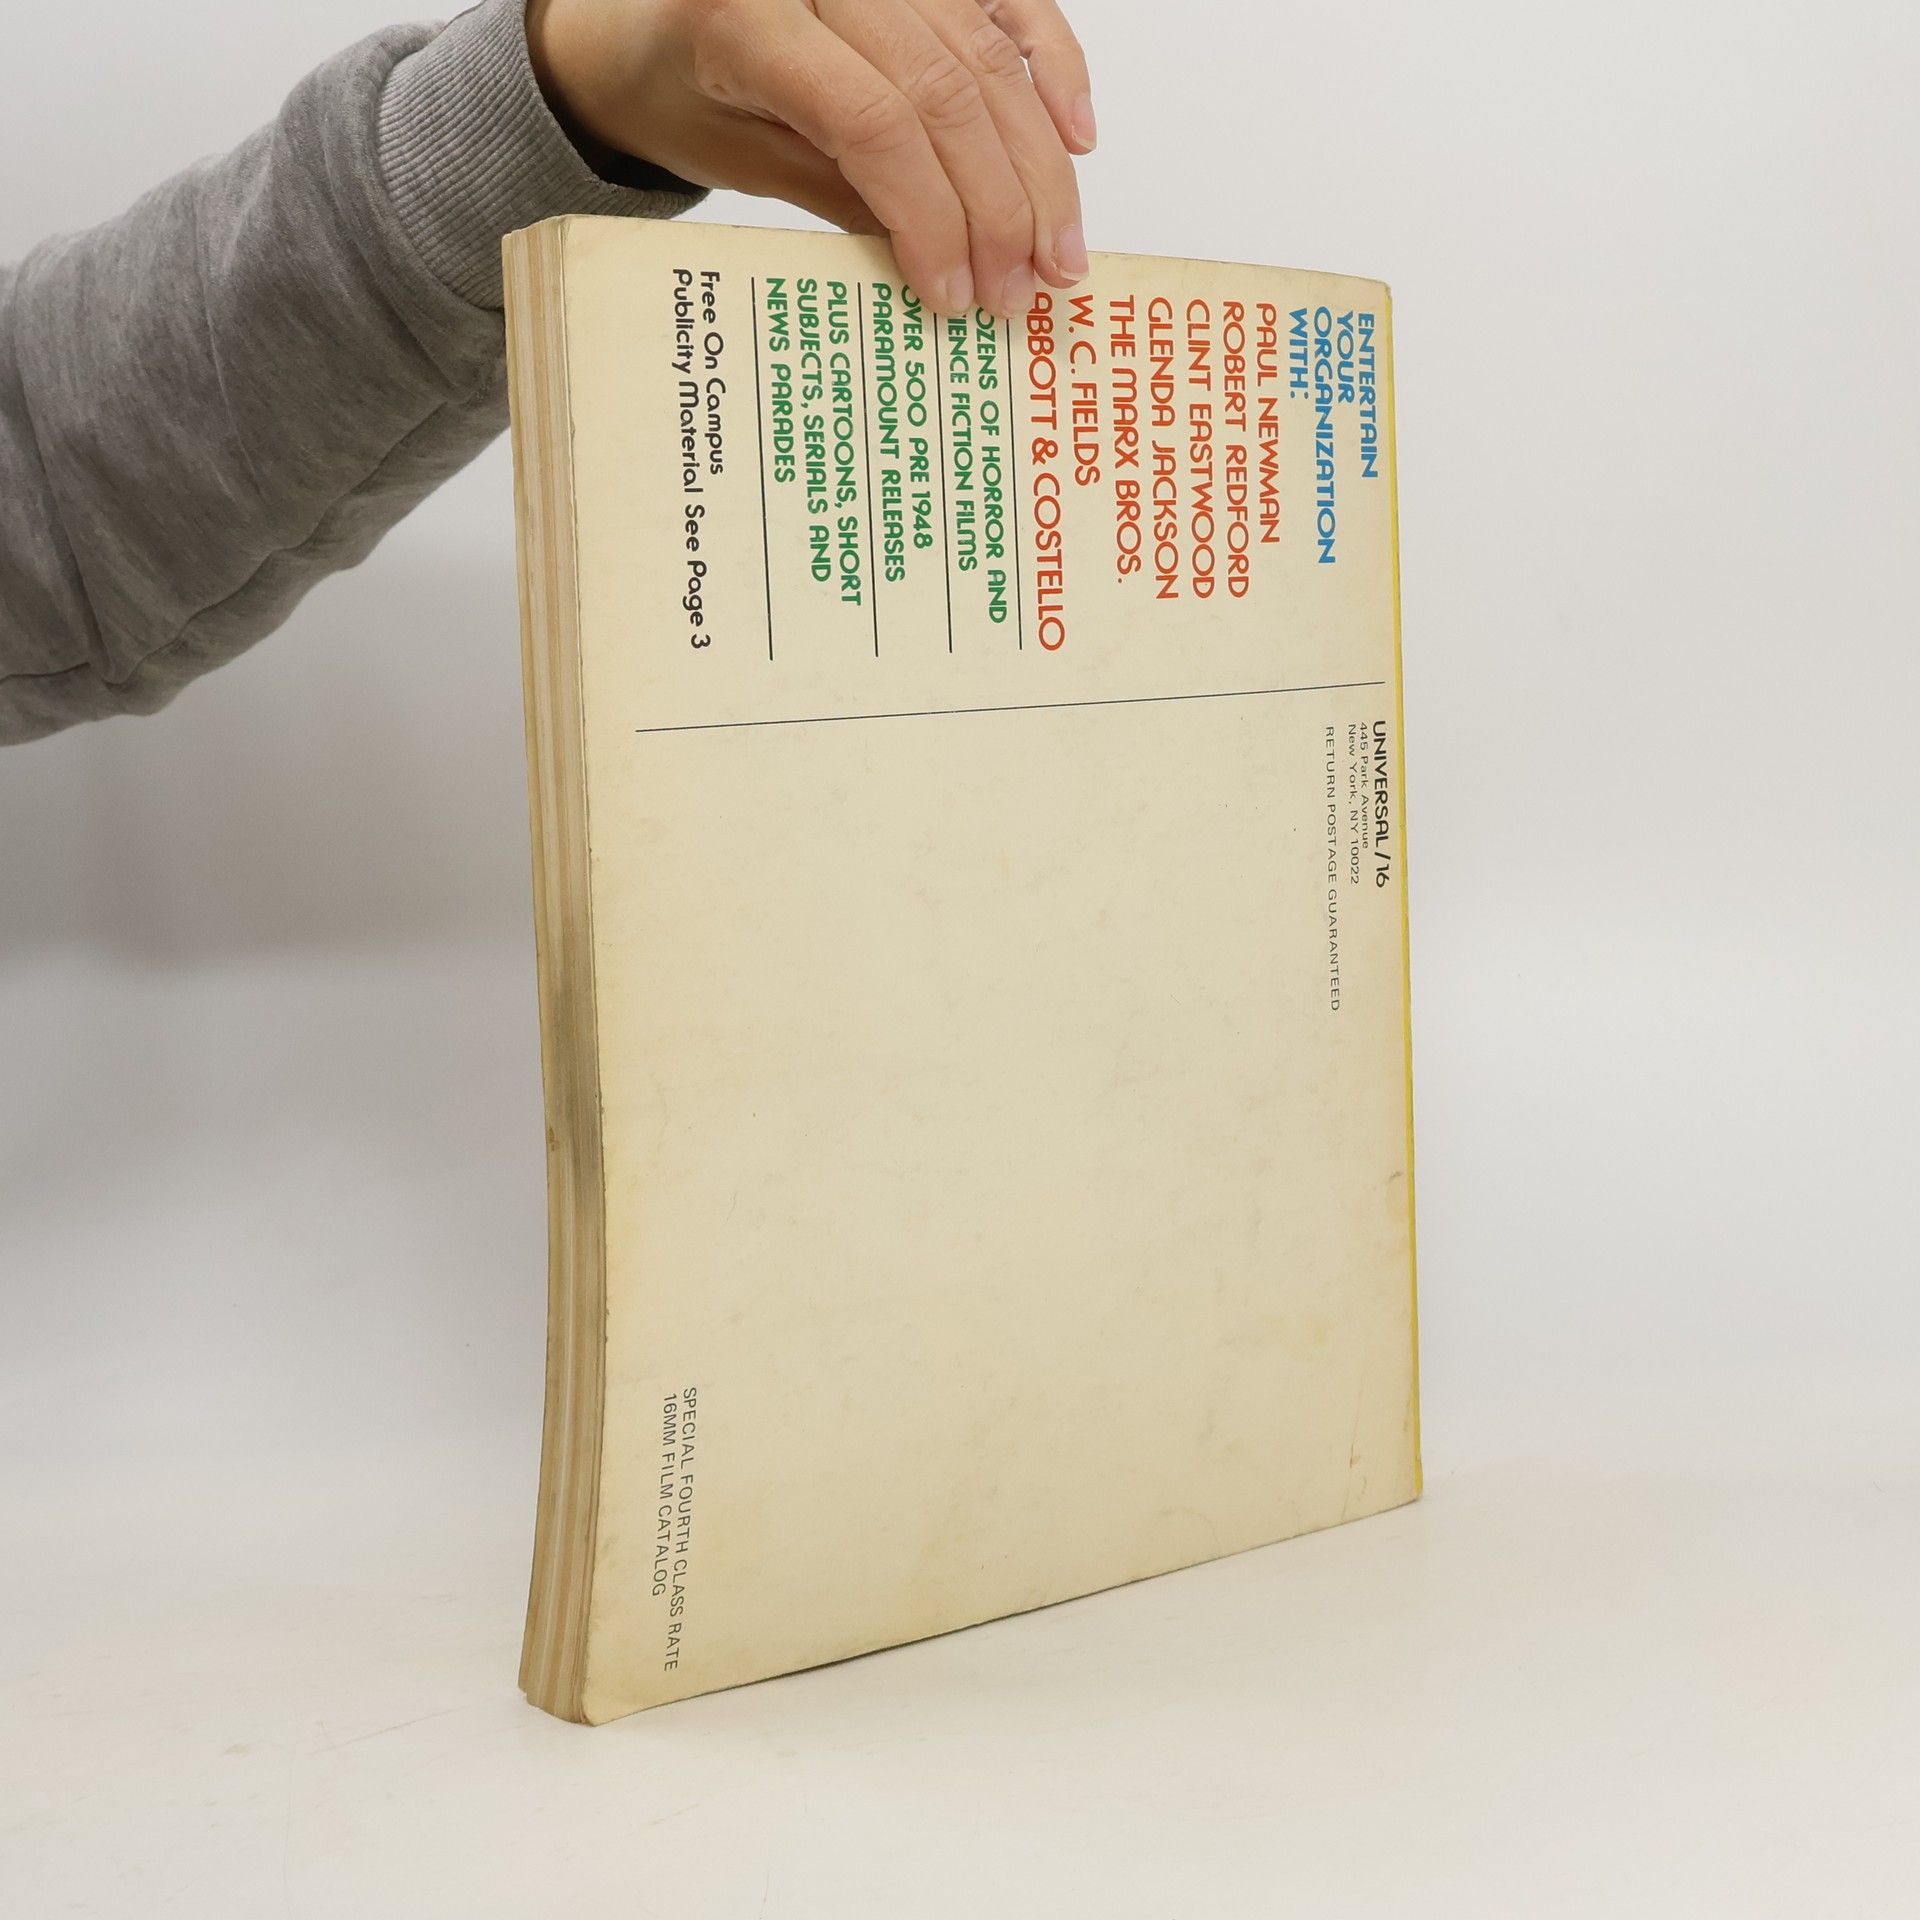 ENTERTAIN
YOUR
ORGANIZATION
WITH:
PAUL NEWMAN
ROBERT REDFORD
CLINT EASTWOOD
GLENDA JACKSON
THE MARX BROS.
W. C. FIELDS
ABBOTT & COSTELLO
OF HORROR AND
FICTION FILMS
OVER 500 PRE 1948
PARAMOUNT RELEASES
PLUS CARTOONS, SHORT
SUBJECTS, SERIALS AND
NEWS PARADES
Free On Campus
Publicity Material See Page 3
UNIVERSAL/16
445 Park Avenue
New York, NY 10022
RETURN POSTAGE GUARANTEED
SPECIAL FOURTH CLASS RATE
16MM FILM CATALOG